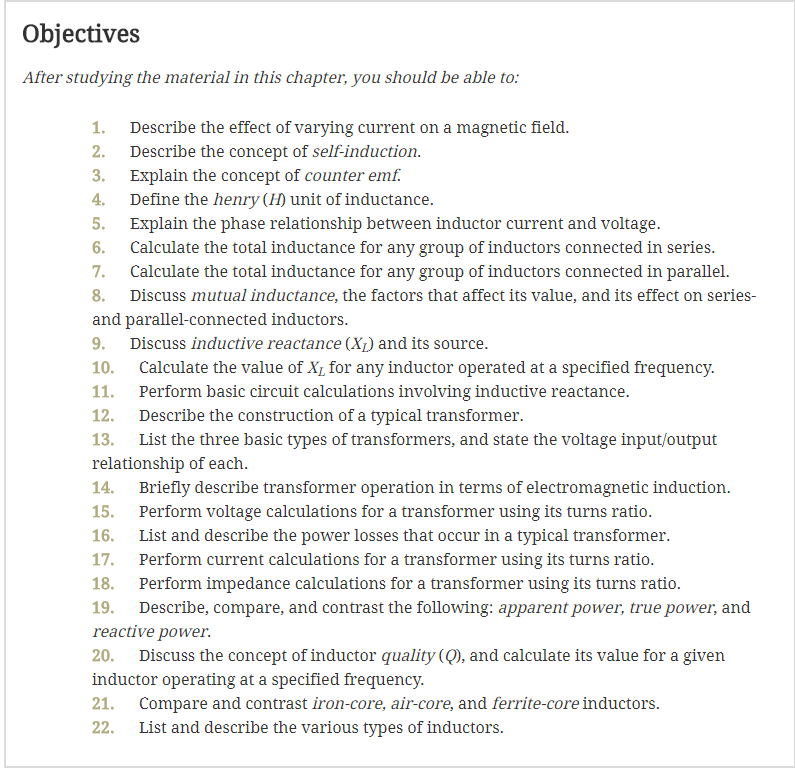 Objectives
After studying the material in this chapter, you should be able to:
1. Describe the effect of varying current on a magnetic field.
2. Describe the concept of self-induction.
3. Explain the concept of counter emf.
4. Define the henry (H) unit of inductance.
5. Explain the phase relationship between inductor current and voltage.
6. Calculate the total inductance for any group of inductors connected in series.
7. Calculate the total inductance for any group of inductors connected in parallel.
8. Discuss mutual inductance, the factors that affect its value, and its effect on series-
and parallel-connected inductors.
9. Discuss inductive reactance (XL) and its source.
10. Calculate the value of XL for any inductor operated at a specified frequency.
11. Perform basic circuit calculations involving inductive reactance.
12. Describe the construction of a typical transformer.
13. List the three basic types of transformers, and state the voltage input/output
relationship of each.
14. Briefly describe transformer operation in terms of electromagnetic induction.
15. Perform voltage calculations for a transformer using its turns ratio.
16. List and describe the power losses that occur in a typical transformer.
17. Perform current calculations for a transformer using its turns ratio.
18. Perform impedance calculations for a transformer using its turns ratio.
19. Describe, compare, and contrast the following: apparent power, true power, and
reactive power.
20. Discuss the concept of inductor quality (Q), and calculate its value for a given
inductor operating at a specified frequency.
21. Compare and contrast iron-core, air-core, and ferrite-core inductors.
22. List and describe the various types of inductors.